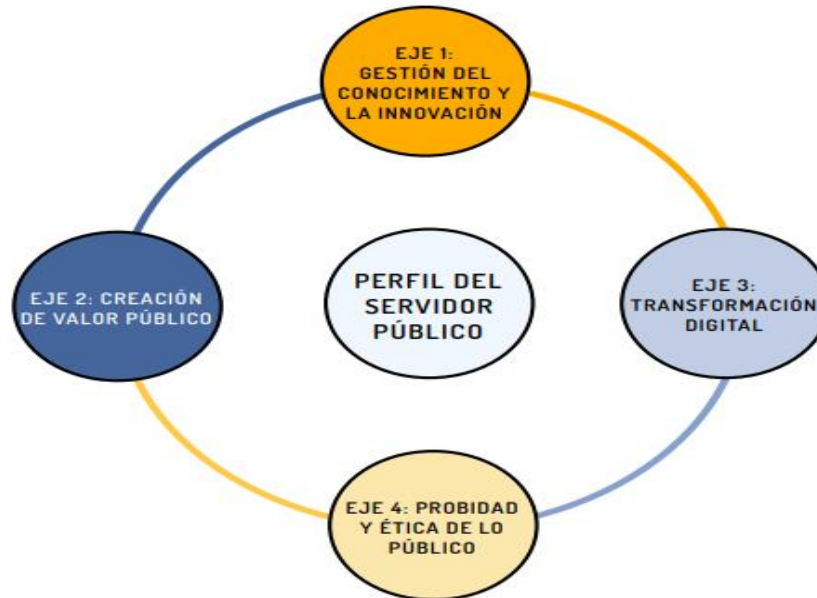 EJE 1:
GESTIÓN DEL
CONOCIMIENTO Y
LA INNOVACIÓN
EJE 2: CREACIÓN
DE VALOR PÚBLICO
PERFIL DEL
SERVIDOR
PÚBLICO
EJE 3:
TRANSFORMACIÓN
DIGITAL
EJE 4: PROBIDAD
Y ÉTICA DE LO
PÚBLICO